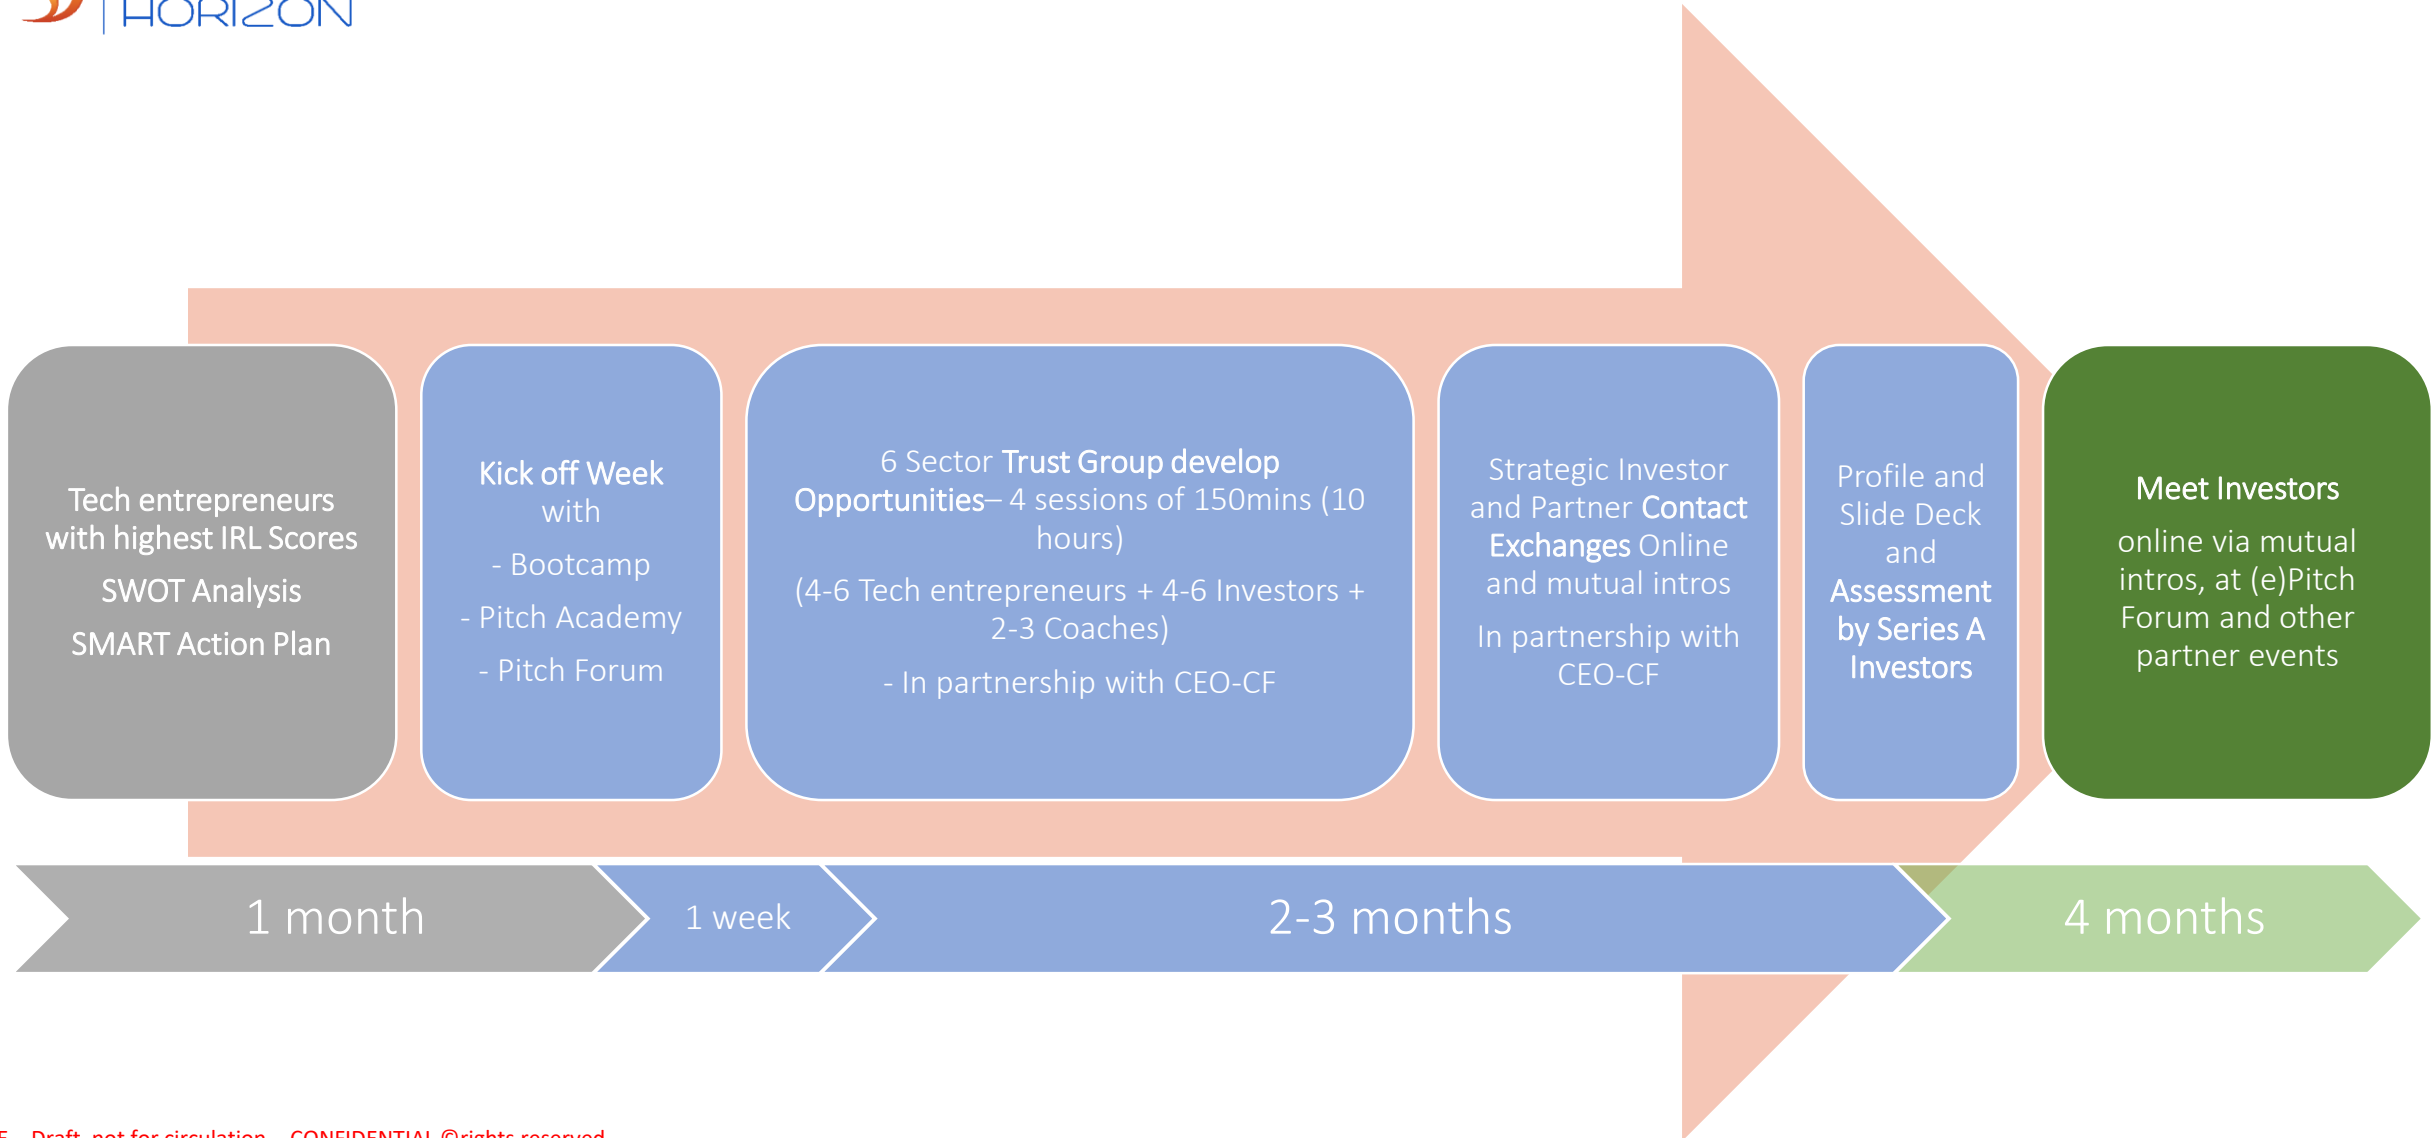 HORIZON
Tech entrepreneurs
with highest IRL Scores
SWOT Analysis
SMART Action Plan
Kick off Week
with
- Bootcamp
- Pitch Academy
- Pitch Forum
6 Sector Trust Group develop
Opportunities– 4 sessions of 150mins (10
hours)
(4-6 Tech entrepreneurs + 4-6 Investors +
2-3 Coaches)
- In partnership with CEO-CF
Strategic Investor
and Partner Contact
Exchanges Online
and mutual intros
In partnership with
CEO-CF
Profile and
Slide Deck
and
Assessment
by Series A
Investors
Meet Investors
online via mutual
intros, at (e)Pitch
Forum and other
partner events
1 month
1 week
2-3 months
4 months
Draft, not for circulation – CONFIDENTIAL ©rights reserved